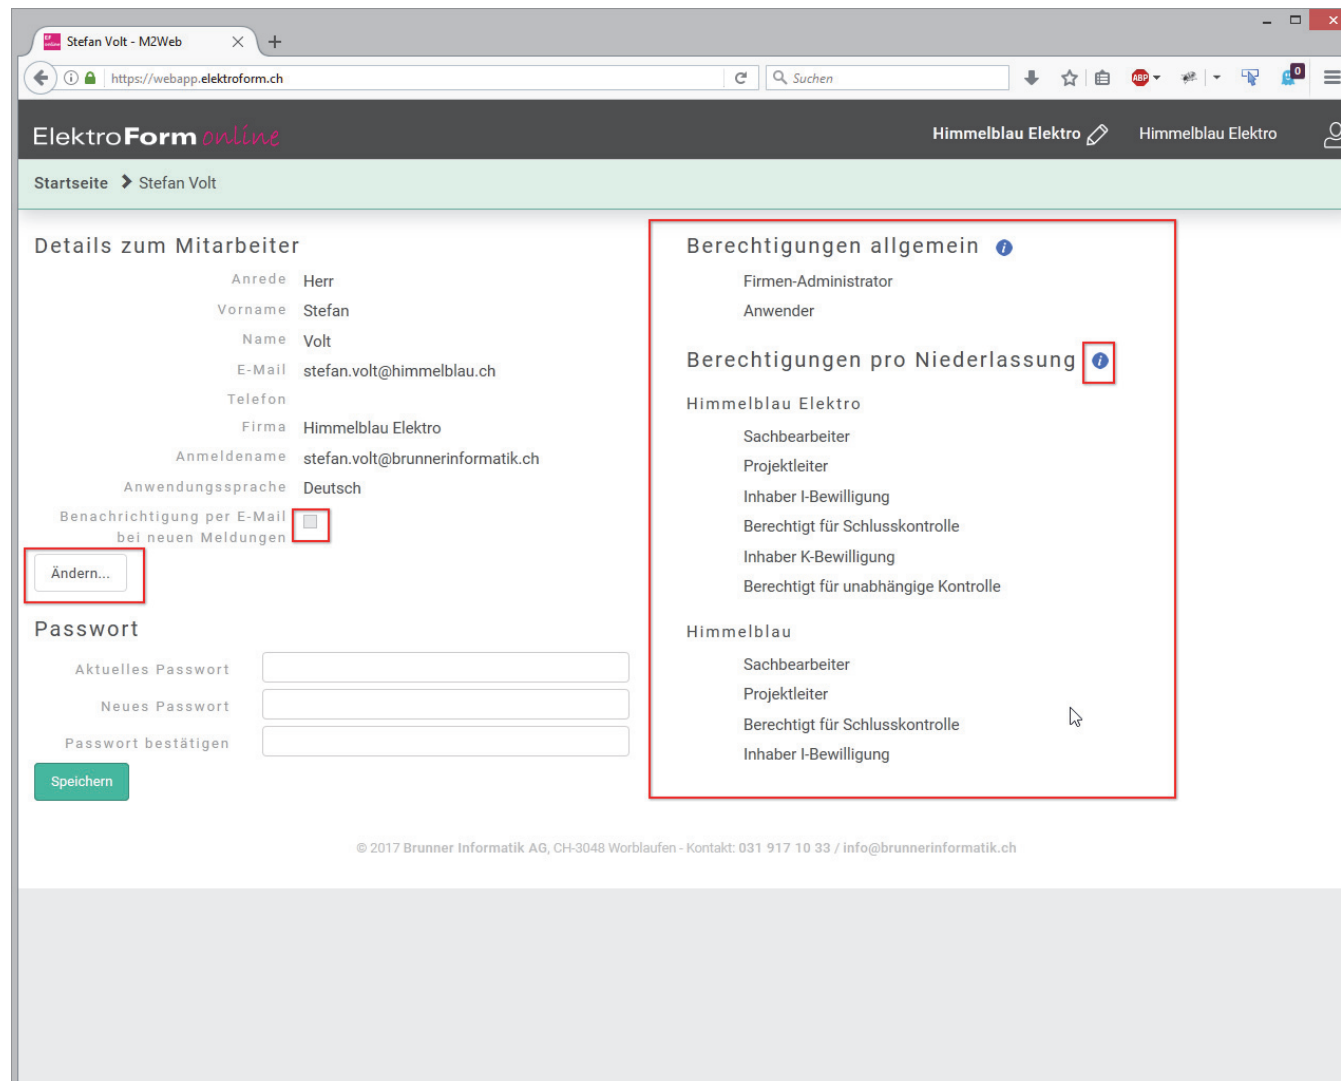 Stefan Volt - M2Web
https://webapp.elektroform.ch
Suchen
ABP
0
ElektroForm online
Himmelblau Elektro
Himmelblau Elektro
Startseite
Stefan Volt
Details zum Mitarbeiter
Anrede Herr
Vorname Stefan
Name Volt
E-Mail stefan.volt@himmelblau.ch
Telefon
Firma Himmelblau Elektro
Anmeldename stefan.volt@brunnerinformatik.ch
Anwendungssprache Deutsch
Benachrichtigung per E-Mail
bei neuen Meldungen
Ändern...
Passwort
Aktuelles Passwort
Neues Passwort
Passwort bestätigen
Speichern
Berechtigungen allgemein i
Firmen-Administrator
Anwender
Berechtigungen pro Niederlassung i
Himmelblau Elektro
Sachbearbeiter
Projektleiter
Inhaber I-Bewilligung
Berechtigt für Schlusskontrolle
Inhaber K-Bewilligung
Berechtigt für unabhängige Kontrolle
Himmelblau
Sachbearbeiter
Projektleiter
Berechtigt für Schlusskontrolle
Inhaber I-Bewilligung
© 2017 Brunner Informatik AG, CH-3048 Worblaufen - Kontakt: 031 917 10 33 / info@brunnerinformatik.ch